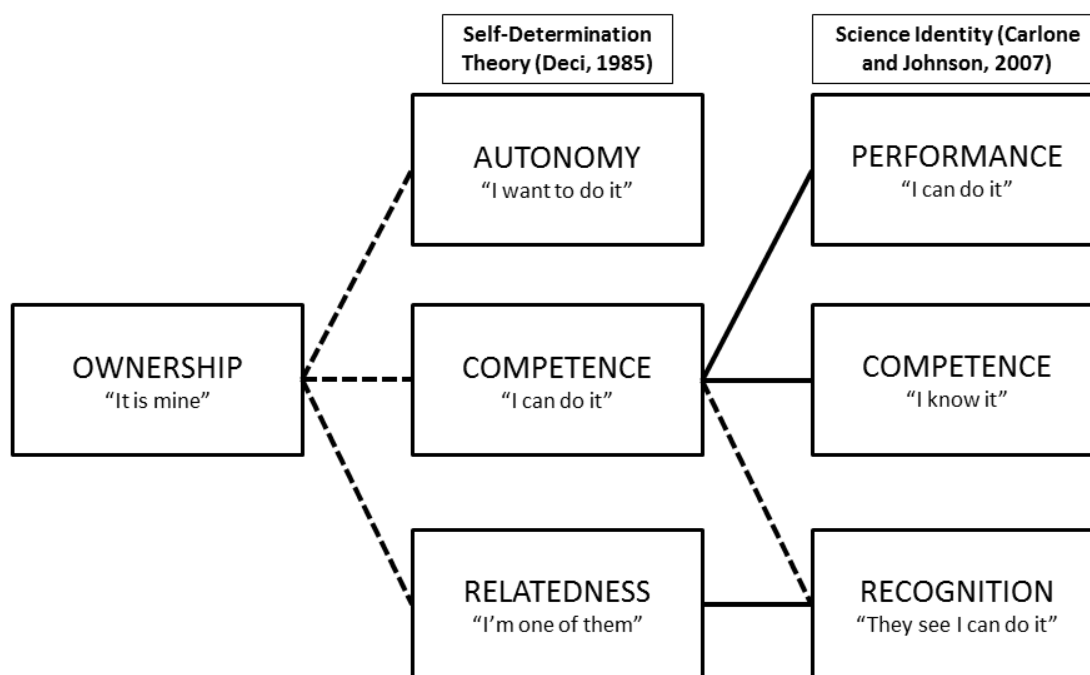 Self-Determination
Theory (Deci, 1985)
Science Identity (Carlone
and Johnson, 2007)
AUTONOMY
“I want to do it”
PERFORMANCE
“I can do it”
OWNERSHIP
“It is mine”
COMPETENCE
“I can do it”
COMPETENCE
“I know it”
RELATEDNESS
“I’m one of them”
RECOGNITION
“They see I can do it”